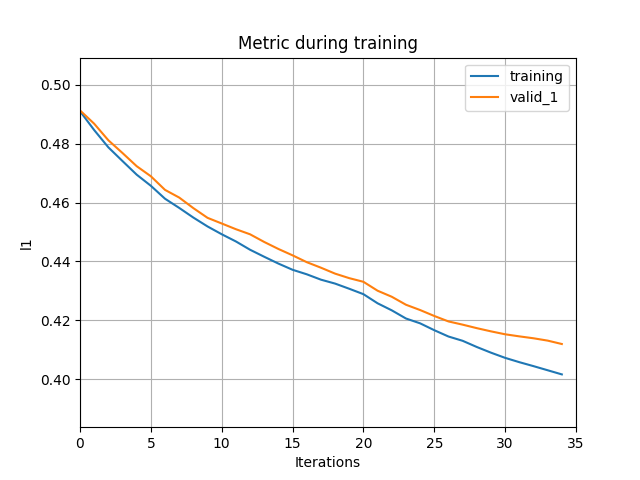 Metric during training
training
valid_1
l1
0.50
0.48
0.46
0.44
0.42
0.40
0 5 10 15 20 25 30 35
Iterations